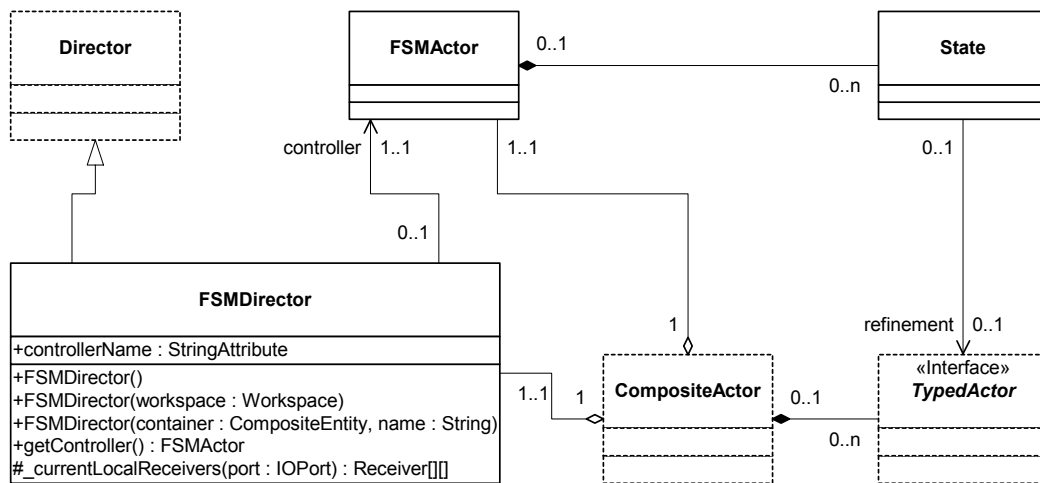 Director
FSMActor
State
0..1
0..n
controller
1..1
1..1
0..1
0..1
FSMDirector
+controllerName : StringAttribute
+FSMDirector()
+FSMDirector(workspace : Workspace)
+FSMDirector(container : CompositeEntity, name : String)
+getController() : FSMActor
#_currentLocalReceivers(port : IOPort) : Receiver[][]
1
refinement
0..1
1..1
1
CompositeActor
0..1
0..n
«Interface»
TypedActor